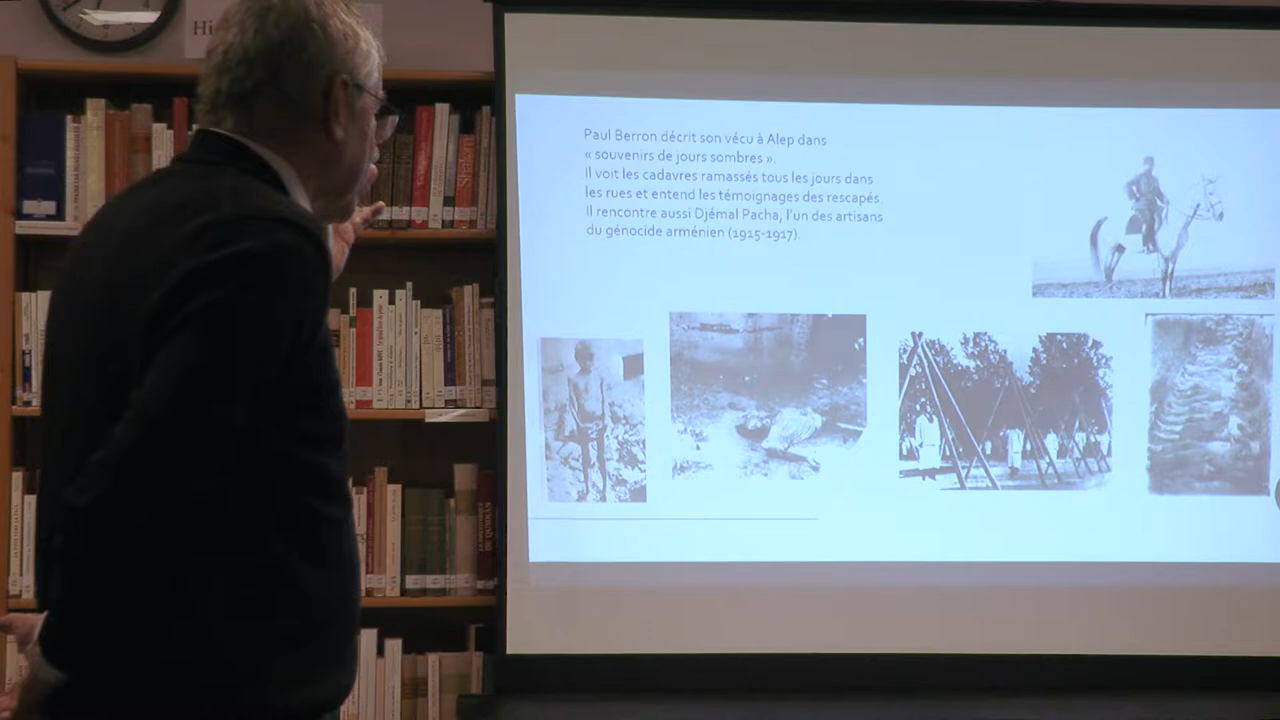 Hi
Paul Berron décrit son vécu à Alep dans
« souvenirs de jours sombres ».
Il voit les cadavres ramassés tous les jours dans
les rues et entend les témoignages des rescapés.
Il rencontre aussi Djémal Pacha, l'un des artisans
du génocide arménien (1915-1917).